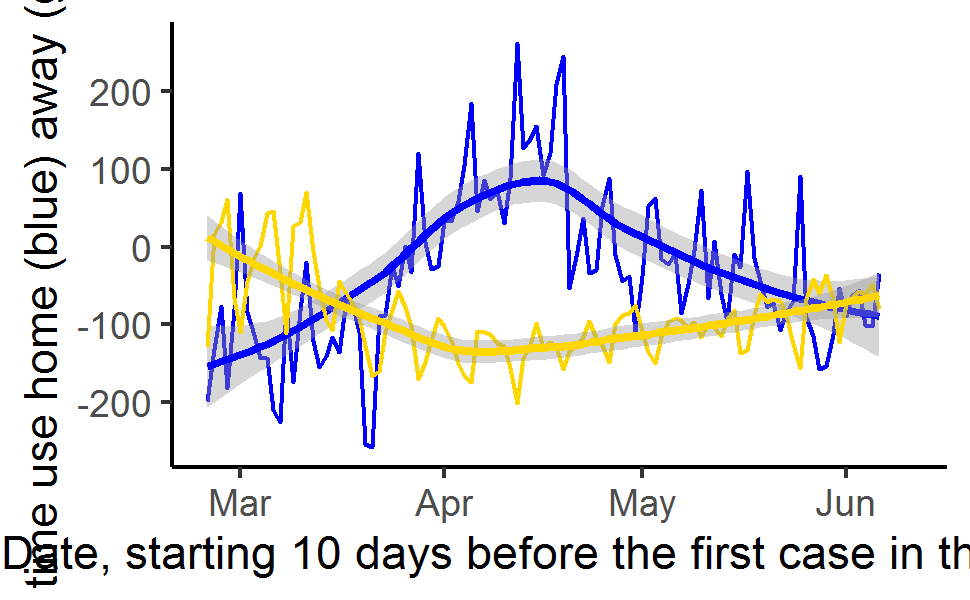 time use home (blue) away (
200
100
0
-100
-200
Mar Apr May Jun
Date, starting 10 days before the first case in th